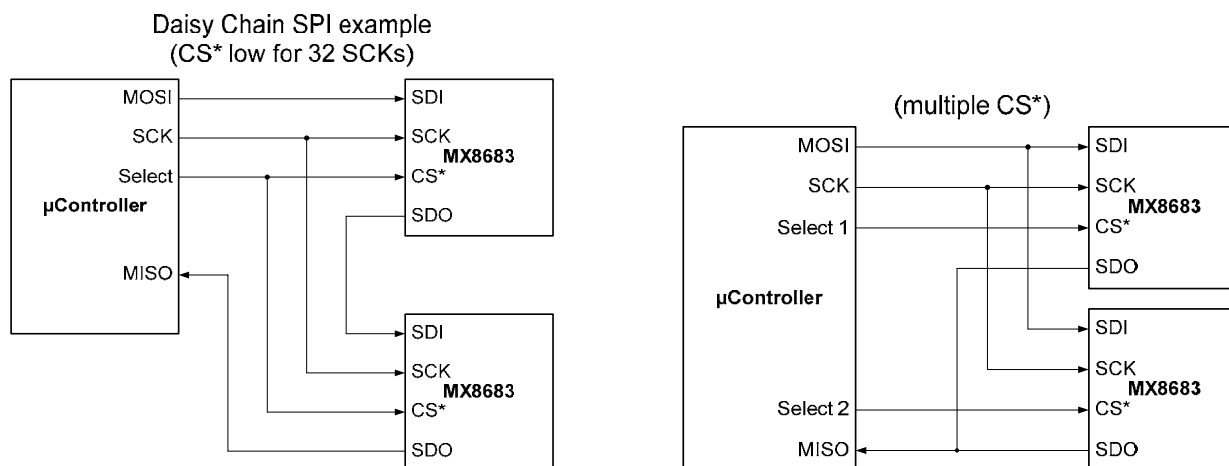 Daisy Chain SPI example
(CS* low for 32 SCKs)
MOSI
SCK
Select
µController
MISO
SDI
SCK
MX8683
CS*
SDO
SDI
SCK
MX8683
CS*
SDO
(multiple CS*)
MOSI
SCK
Select 1
µController
Select 2
MISO
SDI
SCK
MX8683
CS*
SDO
SDI
SCK
MX8683
CS*
SDO